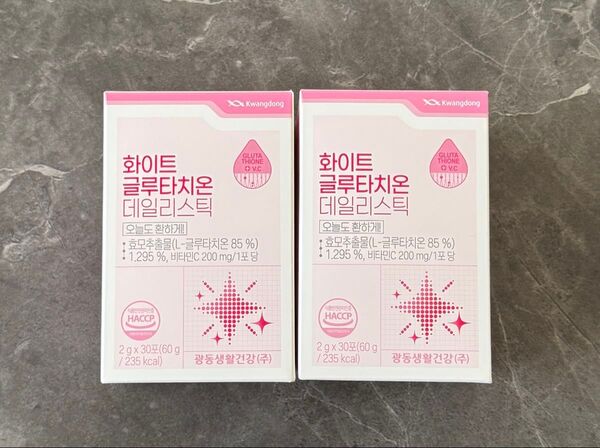 Kwangdong
화이트
글루타치온
데일리스틱
오늘도 환하게!
효모추출물(L-글루타치온 85 %)
1.295 %, 비타민C 200 mg/1포 당
GLUTA
THIONE
V.C
HACCP
2 g x 30포(60 g
/ 235 kcal)
광동생활건강(주)
Kwangdong
화이트
글루타치온
데일리스틱
오늘도 환하게!
효모추출물(L-글루타치온 85 %)
1.295 %, 비타민C 200 mg/1포 당
GLUTA
THIONE
V.C
HACCP
2 g x 30포(60 g
/ 235 kcal)
광동생활건강(주)